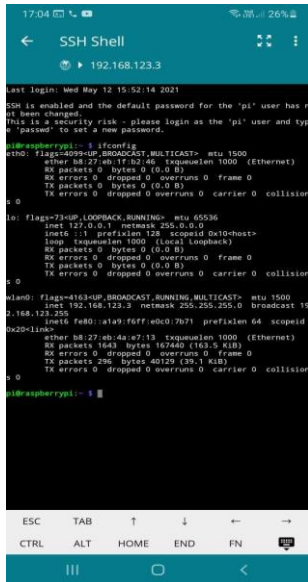 17:04 26%
SSH Shell
192.168.123.3
Last login: Wed May 12 15:52:14 2021
SSH is enabled and the default password for the 'pi' user has n
ot been changed.
This is a security risk - please login as the 'pi' user and typ
e 'passwd' to set a new password.
pi@raspberrypi:~ $ ifconfig
eth0: flags=4099<UP,BROADCAST,MULTICAST> mtu 1500
ether b8:27:eb:1f:b2:46 txqueuelen 1000 (Ethernet)
RX packets 0 bytes 0 (0.0 B)
RX errors 0 dropped 0 overruns 0 frame 0
TX packets 0 bytes 0 (0.0 B)
TX errors 0 dropped 0 overruns 0 carrier 0 collision
s 0
lo: flags=73<UP,LOOPBACK,RUNNING> mtu 65536
inet 127.0.0.1 netmask 255.0.0.0
inet6 ::1 prefixlen 128 scopeid 0x10<host>
loop txqueuelen 1000 (Local Loopback)
RX packets 0 bytes 0 (0.0 B)
RX errors 0 dropped 0 overruns 0 frame 0
TX packets 0 bytes 0 (0.0 B)
TX errors 0 dropped 0 overruns 0 carrier 0 collision
s 0
wlan0: flags=4163<UP,BROADCAST,RUNNING,MULTICAST> mtu 1500
inet 192.168.123.3 netmask 255.255.255.0 broadcast 19
2.168.123.255
inet6 fe80::a1a9:f6ff:e0c0:7b71 prefixlen 64 scopeid
0x20<link>
ether b8:27:eb:4a:e7:13 txqueuelen 1000 (Ethernet)
RX packets 1643 bytes 167440 (163.5 KiB)
RX errors 0 dropped 0 overruns 0 frame 0
TX packets 296 bytes 40129 (39.1 KiB)
TX errors 0 dropped 0 overruns 0 carrier 0 collision
s 0
pi@raspberrypi:~ $
ESC TAB ↑ ↓ ← →
CTRL ALT HOME END FN